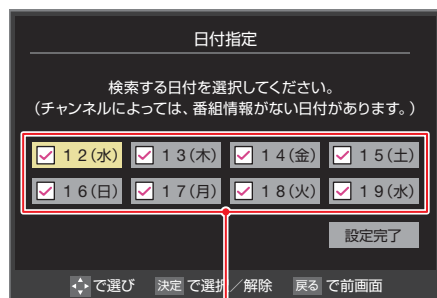 日付指定
検索する日付を選択してください。
(チャンネルによっては、番組情報がない日付があります。)
12(水) 13(木) 14(金) 15(土)
16(日) 17(月) 18(火) 19(水)
設定完了
で選び 決定 で選択/解除 戻る で前画面